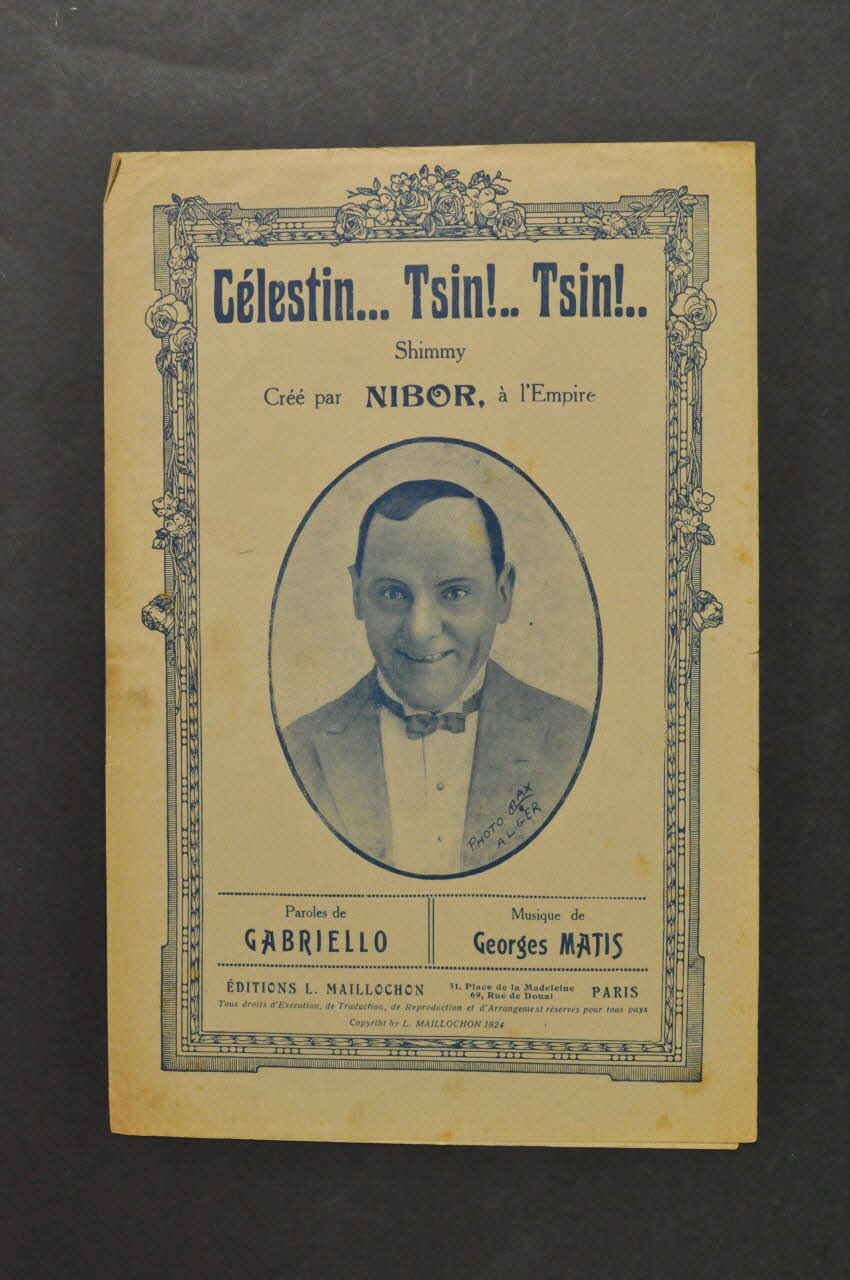 Célestin... Tsin!.. Tsin!..
Shimmy
Créé par NIBOR, à l'Empire
PHOTO MAX
ALGER
Paroles de
GABRIELLO
Musique de
Georges MATIS
ÉDITIONS L. MAILLOCHON 31, Place de la Madeleine PARIS
69, Rue de Douai
Tous droits d'Exécution, de Traduction, de Reproduction et d'Arrangement réservés pour tous pays
Copyriht by L. MAILLOCHON 1924